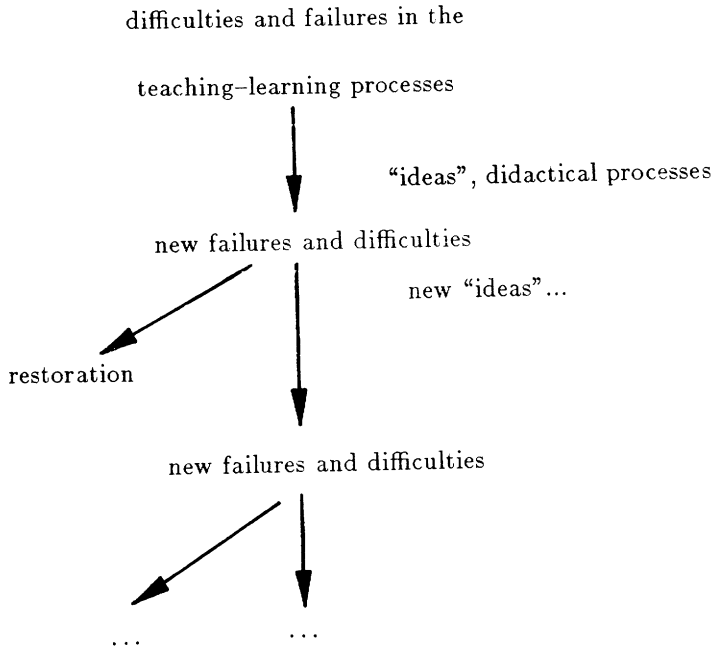 difficulties and failures in the
teaching–learning processes
“ideas”, didactical processes
new failures and difficulties
new “ideas”...
restoration
new failures and difficulties
...
...